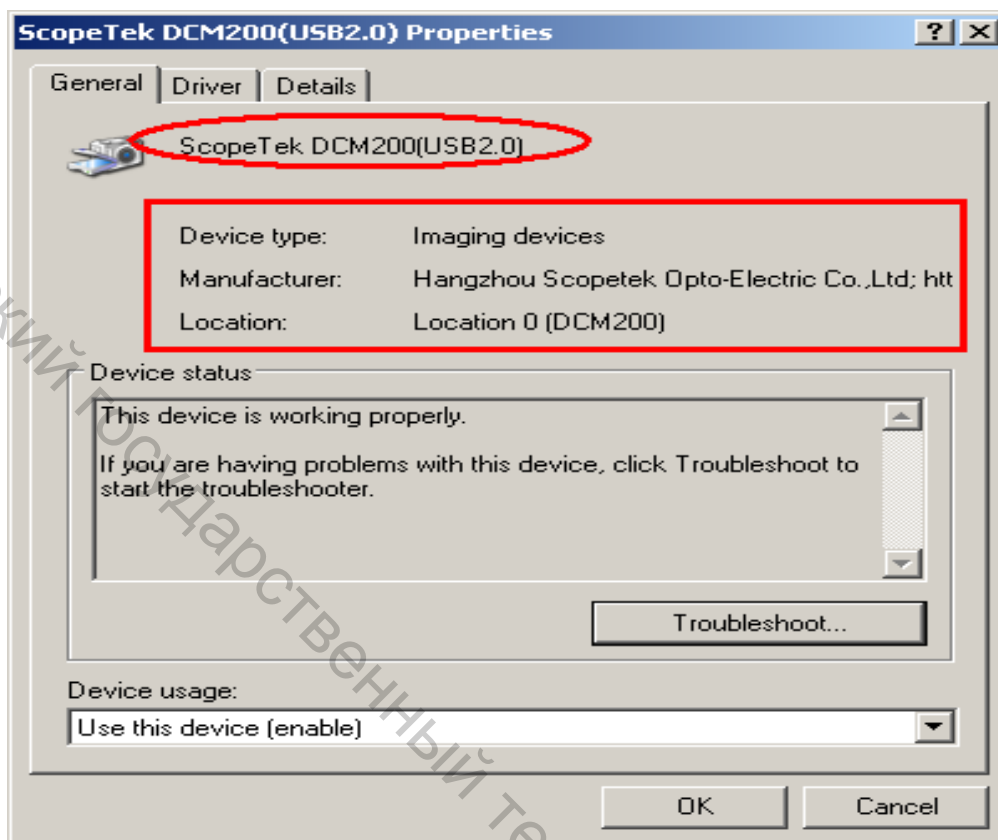 ScopeTek DCM200(USB2.0) Properties
General Driver Details
ScopeTek DCM200(USB2.0)
Device type: Imaging devices
Manufacturer: Hangzhou Scopetek Opto-Electric Co.,Ltd; htt
Location: Location 0 (DCM200)
Device status
This device is working properly.
If you are having problems with this device, click Troubleshoot to
start the troubleshooter.
Troubleshoot...
Device usage:
Use this device (enable)
OK Cancel
государственный